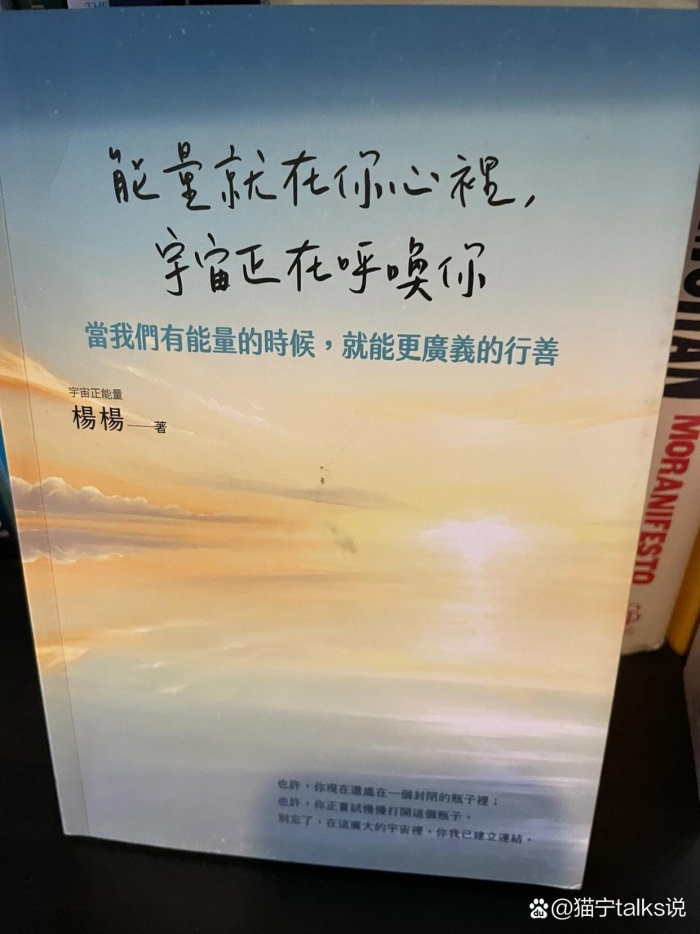 能量就在你心裡，
宇宙正在呼喚你
當我們有能量的時候，就能更廣義的行善
宇宙正能量
楊楊——著
也許，你現在還處在一個封閉的瓶子裡；
也許，你正嘗試慢慢打開這個瓶子。
別忘了，在這廣大的宇宙裡，你我已建立連結。
MORANIFESTO
THE
Bai du @猫宁talks说